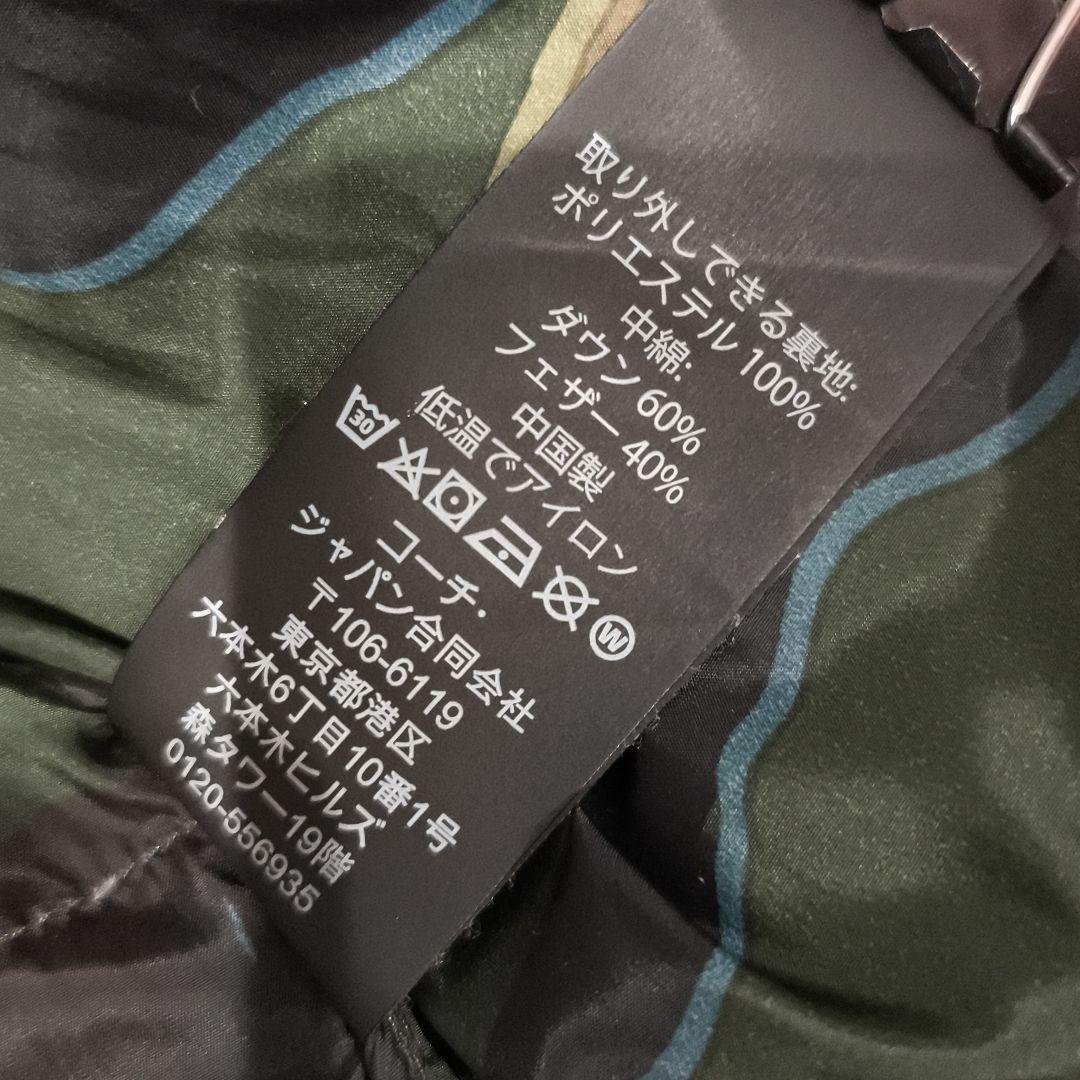 取り外しできる裏地:
ポリエステル 100%
中綿:
ダウン 60%
フェザー 40%
中国製
低温でアイロン
30
W
コーチ・
ジャパン合同会社
〒106-6119
東京都港区
六本木6丁目10番1号
六本木ヒルズ
森タワー19階
0120-556935